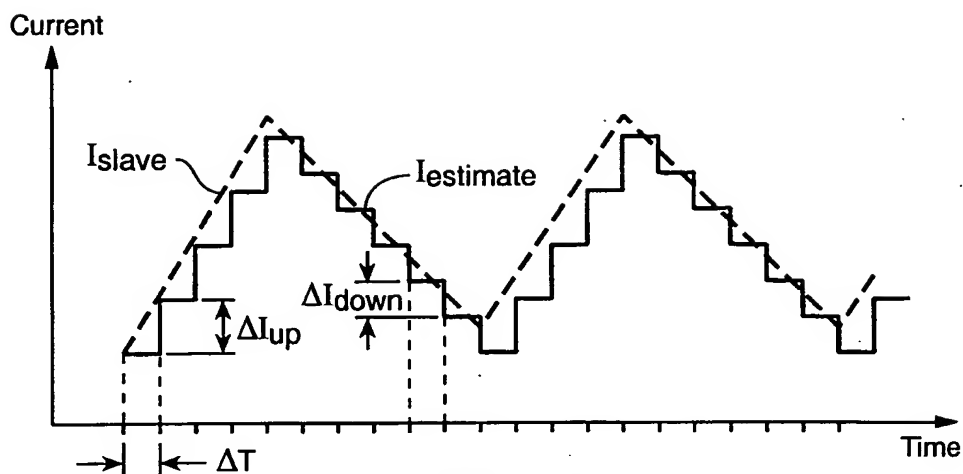 Current
Islave
Iestimate
ΔIdown
ΔIup
Time
ΔT